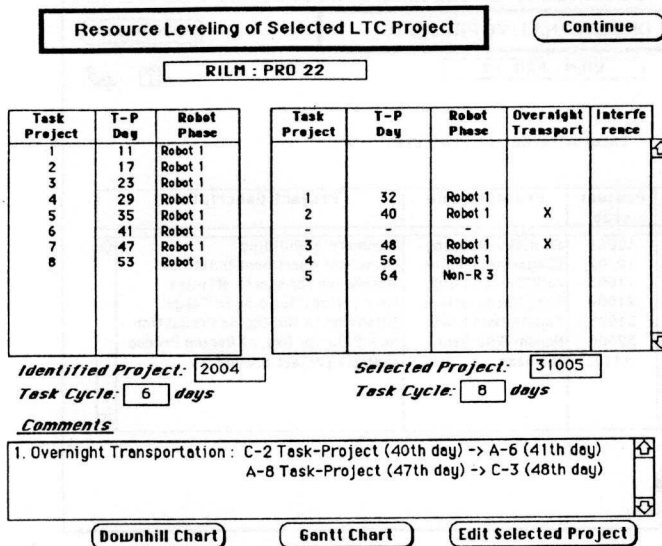 Resource Leveling of Selected LTC Project
Continue
RILM : PRO 22
Task Project T-P Day Robot Phase
1 11 Robot 1
2 17 Robot 1
3 23 Robot 1
4 29 Robot 1
5 35 Robot 1
6 41 Robot 1
7 47 Robot 1
8 53 Robot 1
Task Project T-P Day Robot Phase Overnight Transport Interfe rence
32 Robot 1
2 40 Robot 1 X
- -
3 48 Robot 1 X
4 56 Robot 1
5 64 Non-R 3
Identified Project: 2004
Task Cycle: 6 days
Selected Project: 31005
Task Cycle: 8 days
Comments
1. Overnight Transportation : C-2 Task-Project (40th day) -> A-6 (41th day)
A-8 Task-Project (47th day) -> C-3 (48th day)
Downhill Chart
Gantt Chart
Edit Selected Project